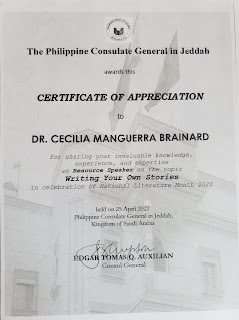 The Philippine Consulate General in Jeddah
awards this
CERTIFICATE OF APPRECIATION
to
DR. CECILIA MANGUERRA BRAINARD
for sharing your invaluable knowledge,
experience, and expertise
as Resource Speaker on the topic
Writing Your Own Stories
in celebration of National Literature Month 2022
held on 25 April 2022
Philippine Consulate General in Jeddah,
Kingdom of Saudi Arabia
EDGAR TOMAS Q. AUXILIAN
Consul General